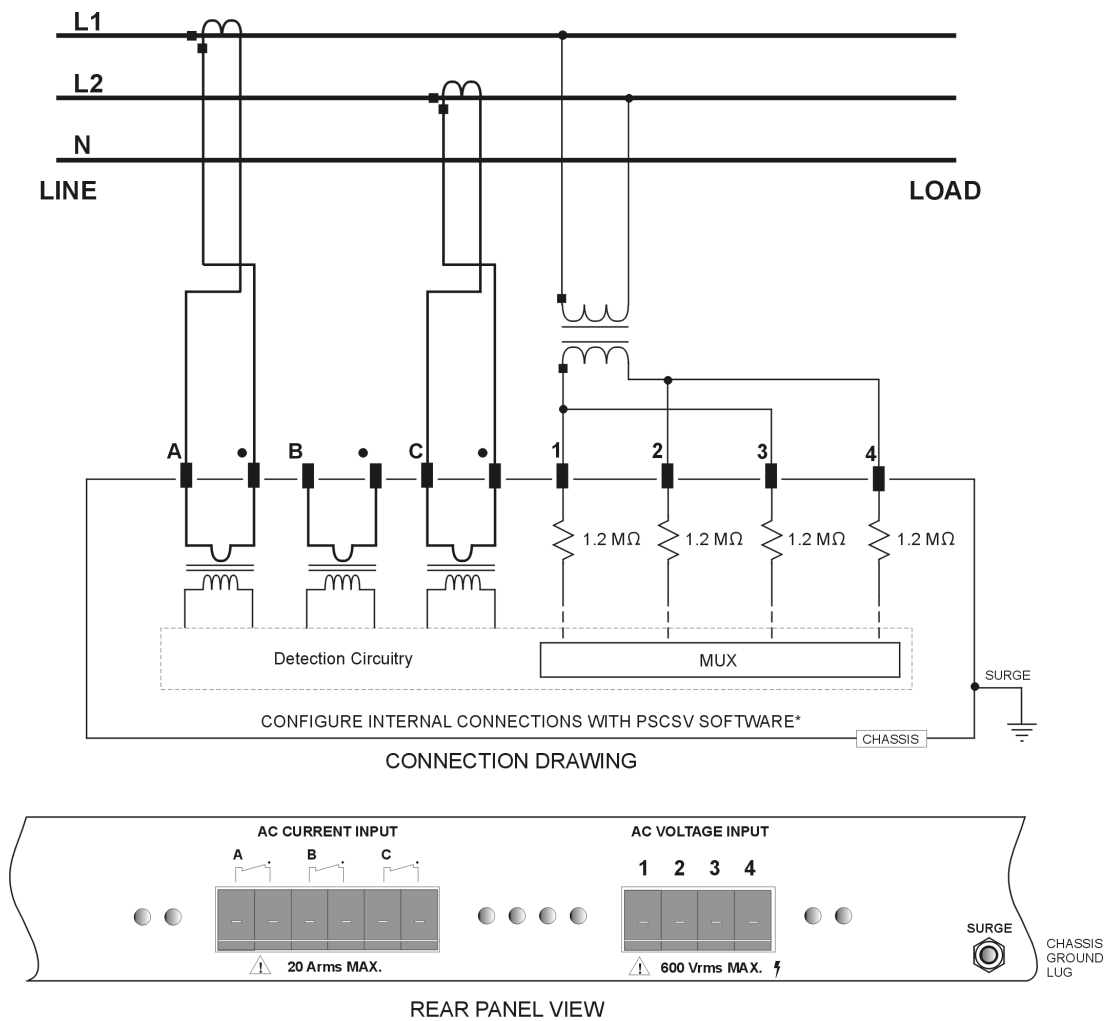 L1
L2
N
LINE
LOAD
A
B
C
1
2
3
4
1.2 MΩ
1.2 MΩ
1.2 MΩ
1.2 MΩ
Detection Circuitry
MUX
SURGE
CONFIGURE INTERNAL CONNECTIONS WITH PSCSV SOFTWARE*
CHASSIS
CONNECTION DRAWING
AC CURRENT INPUT
AC VOLTAGE INPUT
A
B
C
1
2
3
4
20 Arms MAX.
600 Vrms MAX.
SURGE
CHASSIS
GROUND
LUG
REAR PANEL VIEW